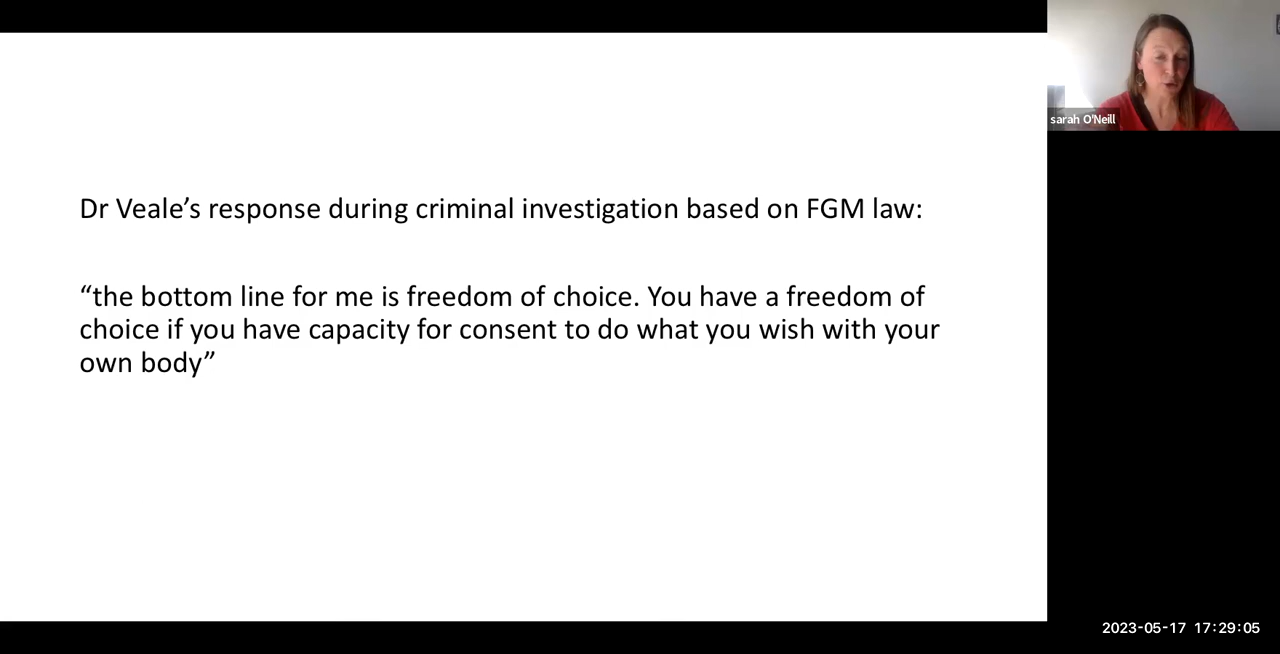 Dr Veale’s response during criminal investigation based on FGM law:
“the bottom line for me is freedom of choice. You have a freedom of
choice if you have capacity for consent to do what you wish with your
own body”
sarah O'Neill
2023-05-17 17:29:05